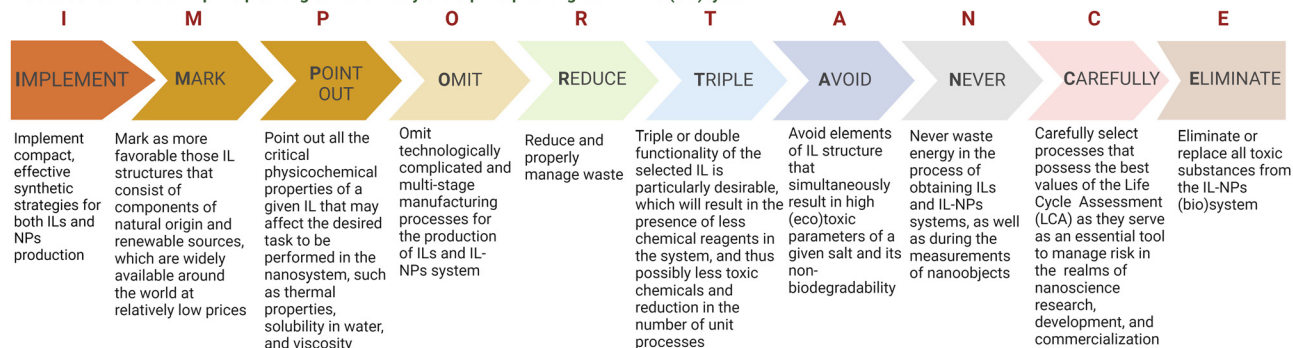 I M P O R T A N C E
IMPLEMENT
MARK
POINT
OUT
OMIT
REDUCE
TRIPLE
AVOID
NEVER
CAREFULLY
ELIMINATE
Implement
compact,
effective
synthetic
strategies for
both ILs and
NPs
production
Mark as more
favorable those IL
structures that
consist of
components of
natural origin and
renewable sources,
which are widely
available around
the world at
relatively low prices
Point out all the
critical
physicochemical
properties of a
given IL that may
affect the desired
task to be
performed in the
nanosystem, such
as thermal
properties,
solubility in water,
and viscosity
Omit
technologically
complicated and
multi-stage
manufacturing
processes for
the production
of ILs and IL-
NPs system
Reduce and
properly
manage waste
Triple or double
functionality of the
selected IL is
particularly desirable,
which will result in the
presence of less
chemical reagents in
the system, and thus
possibly less toxic
chemicals and
reduction in the
number of unit
processes
Avoid elements
of IL structure
that
simultaneously
result in high
(eco)toxic
parameters of a
given salt and its
non-
biodegradability
Never waste
energy in the
process of
obtaining ILs
and IL-NPs
systems, as well
as during the
measurements
of nanoobjects
Carefully select
processes that
possess the best
values of the Life
Cycle Assessment
(LCA) as they serve
as an essential tool
to manage risk in
the realms of
nanoscience
research,
development, and
commercialization
Eliminate or
replace all toxic
substances from
the IL-NPs
(bio)system